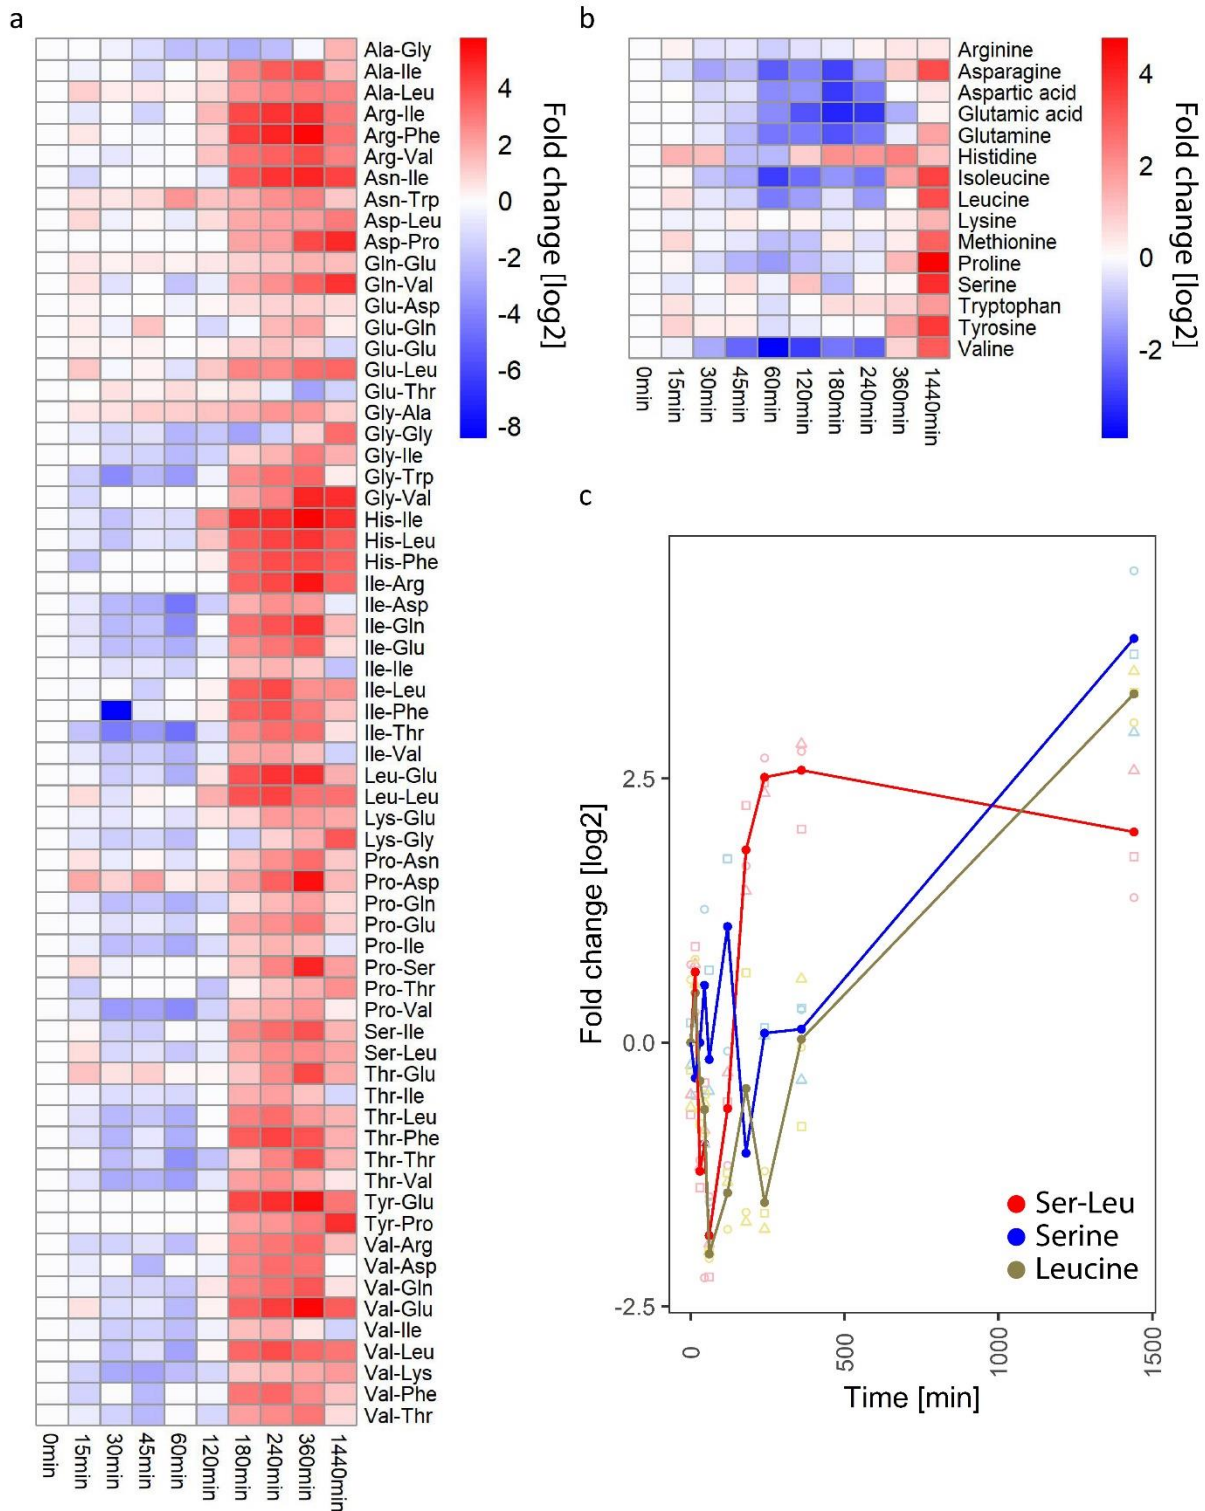 a
Ala-Gly
Ala-Ile
Ala-Leu
Arg-Ile
Arg-Phe
Arg-Val
Asn-Ile
Asn-Trp
Asp-Leu
Asp-Pro
Gln-Glu
Gln-Val
Glu-Asp
Glu-Gln
Glu-Glu
Glu-Leu
Glu-Thr
Gly-Ala
Gly-Gly
Gly-Ile
Gly-Trp
Gly-Val
His-Ile
His-Leu
His-Phe
Ile-Arg
Ile-Asp
Ile-Gln
Ile-Glu
Ile-Ile
Ile-Leu
Ile-Phe
Ile-Thr
Ile-Val
Leu-Glu
Leu-Leu
Lys-Glu
Lys-Gly
Pro-Asn
Pro-Asp
Pro-Gln
Pro-Glu
Pro-Ile
Pro-Ser
Pro-Thr
Pro-Val
Ser-Ile
Ser-Leu
Thr-Glu
Thr-Ile
Thr-Leu
Thr-Phe
Thr-Thr
Thr-Val
Tyr-Glu
Tyr-Pro
Val-Arg
Val-Asp
Val-Gln
Val-Glu
Val-Ile
Val-Leu
Val-Lys
Val-Phe
Val-Thr
0min
15min
30min
45min
60min
120min
180min
240min
360min
1440min
4
2
0
-2
-4
-6
-8
Fold change [log2]
b
Arginine
Asparagine
Aspartic acid
Glutamic acid
Glutamine
Histidine
Isoleucine
Leucine
Lysine
Methionine
Proline
Serine
Tryptophan
Tyrosine
Valine
0min
15min
30min
45min
60min
120min
180min
240min
360min
1440min
4
2
0
-2
Fold change [log2]
c
Fold change [log2]
2.5
0.0
-2.5
Ser-Leu
Serine
Leucine
0
5000
10000
15000
Time [min]